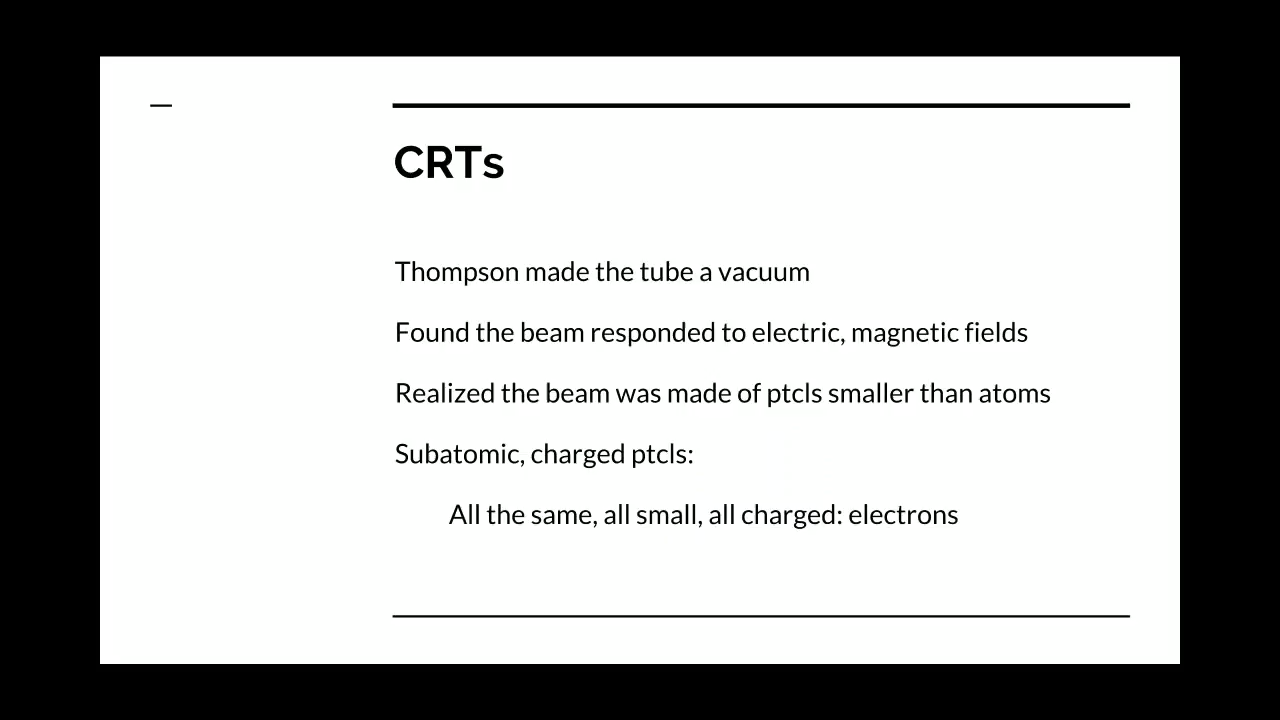 CRTs
Thompson made the tube a vacuum
Found the beam responded to electric, magnetic fields
Realized the beam was made of ptcls smaller than atoms
Subatomic, charged ptcls:
All the same, all small, all charged: electrons